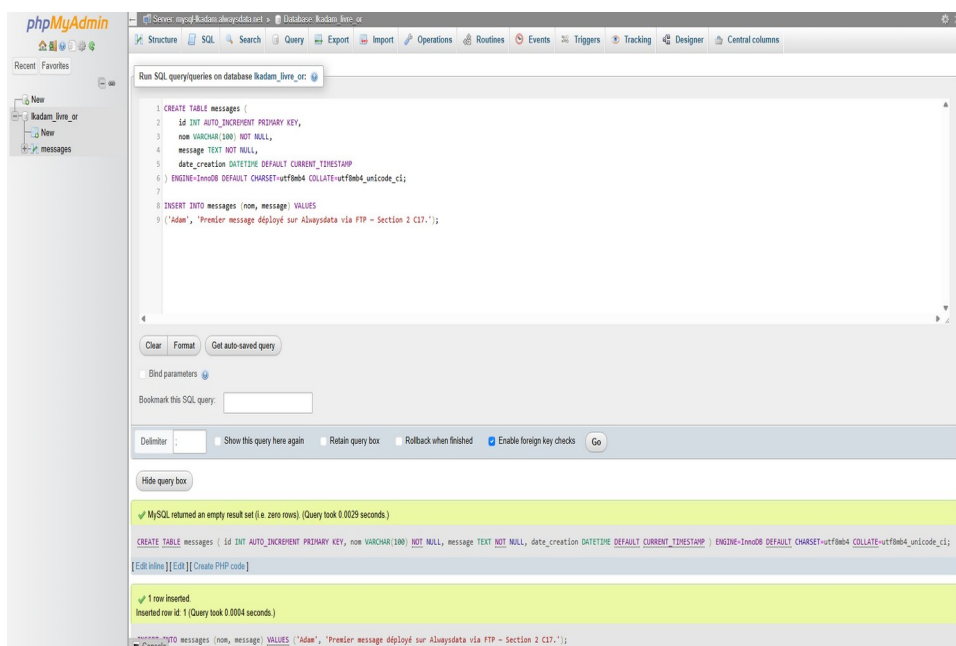 phpMyAdmin
Recent Favorites
New
lkadam_livre_or
New
messages
Server: mysql-lkadam.alwaysdata.net » Database: lkadam_livre_or
Structure SQL Search Query Export Import Operations Routines Events Triggers Tracking Designer Central columns
Run SQL query/queries on database lkadam_livre_or:
1 CREATE TABLE messages (
2 id INT AUTO_INCREMENT PRIMARY KEY,
3 nom VARCHAR(100) NOT NULL,
4 message TEXT NOT NULL,
5 date_creation DATETIME DEFAULT CURRENT_TIMESTAMP
6 ) ENGINE=InnoDB DEFAULT CHARSET=utf8mb4 COLLATE=utf8mb4_unicode_ci;
7
8 INSERT INTO messages (nom, message) VALUES
9 ('Adam', 'Premier message déployé sur Alwaysdata via FTP – Section 2 C17.');
Clear Format Get auto-saved query
Bind parameters
Bookmark this SQL query:
Delimiter ; Show this query here again Retain query box Rollback when finished Enable foreign key checks Go
Hide query box
MySQL returned an empty result set (i.e. zero rows). (Query took 0.0029 seconds.)
CREATE TABLE messages ( id INT AUTO_INCREMENT PRIMARY KEY, nom VARCHAR(100) NOT NULL, message TEXT NOT NULL, date_creation DATETIME DEFAULT CURRENT_TIMESTAMP ) ENGINE=InnoDB DEFAULT CHARSET=utf8mb4 COLLATE=utf8mb4_unicode_ci;
[ Edit inline ] [ Edit ] [ Create PHP code ]
1 row inserted.
Inserted row id: 1 (Query took 0.0004 seconds.)
INTO messages (nom, message) VALUES ('Adam', 'Premier message déployé sur Alwaysdata via FTP – Section 2 C17.');